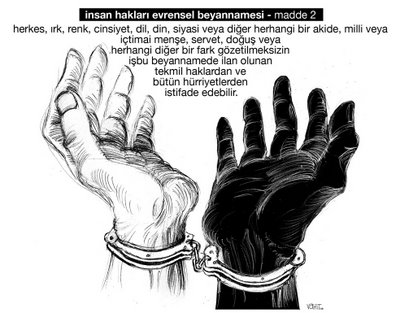 insan hakları evrensel beyannamesi - madde 2
herkes, ırk, renk, cinsiyet, dil, din, siyasi veya diğer herhangi bir akide, milli veya
içtimai menşe, servet, doğuş veya
herhangi diğer bir fark gözetilmeksizin
işbu beyannamede ilan olunan
tekmil haklardan ve
bütün hürriyetlerden
istifade edebilir.